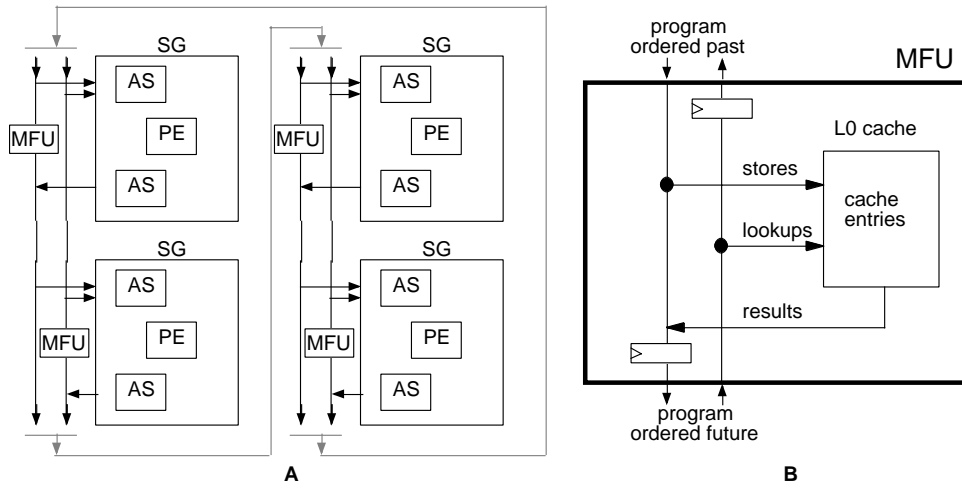 SG
AS
MFU
PE
AS
SG
AS
MFU
PE
AS
SG
AS
MFU
PE
AS
SG
AS
MFU
PE
AS
A
program
ordered past
MFU
L0 cache
stores
cache
entries
lookups
results
program
ordered future
B